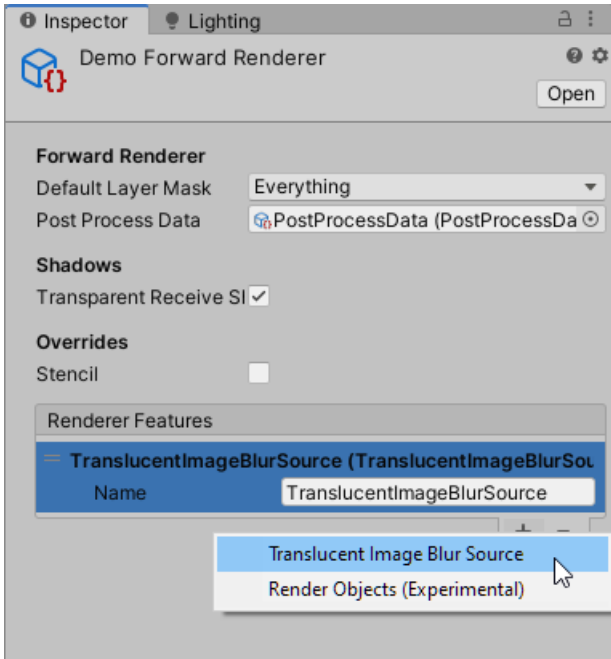 Inspector
Lighting
Demo Forward Renderer
Open
Forward Renderer
Default Layer Mask Everything
Post Process Data PostProcessData (PostProcessDa
Shadows
Transparent Receive SI
Overrides
Stencil
Renderer Features
TranslucentImageBlurSource (TranslucentImageBlurSou
Name TranslucentImageBlurSource
Translucent Image Blur Source
Render Objects (Experimental)